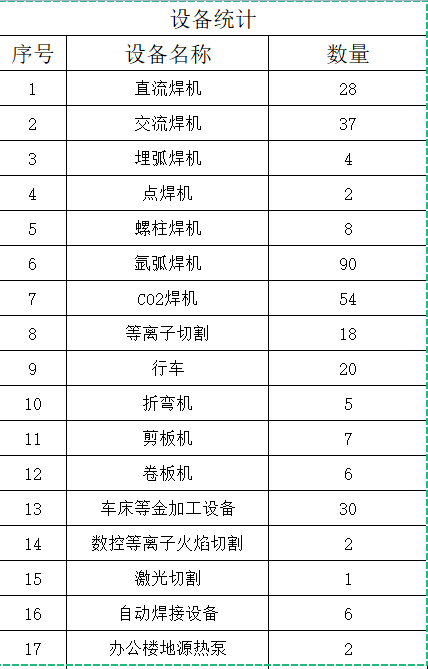 设备统计
序号 设备名称 数量
1 直流焊机 28
2 交流焊机 37
3 埋弧焊机 4
4 点焊机 2
5 螺柱焊机 8
6 氩弧焊机 90
7 CO2焊机 54
8 等离子切割 18
9 行车 20
10 折弯机 5
11 剪板机 7
12 卷板机 6
13 车床等金加工设备 30
14 数控等离子火焰切割 2
15 激光切割 1
16 自动焊接设备 6
17 办公楼地源热泵 2